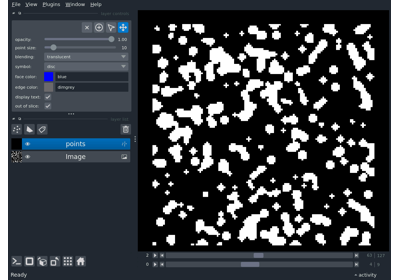 File View Plugins Window Help
opacity: 1.00
point size: 10
blending: translucent
symbol: disc
face color: blue
edge color: dimgrey
display text:
out of slice:
points
Image
2
0
Ready
activity